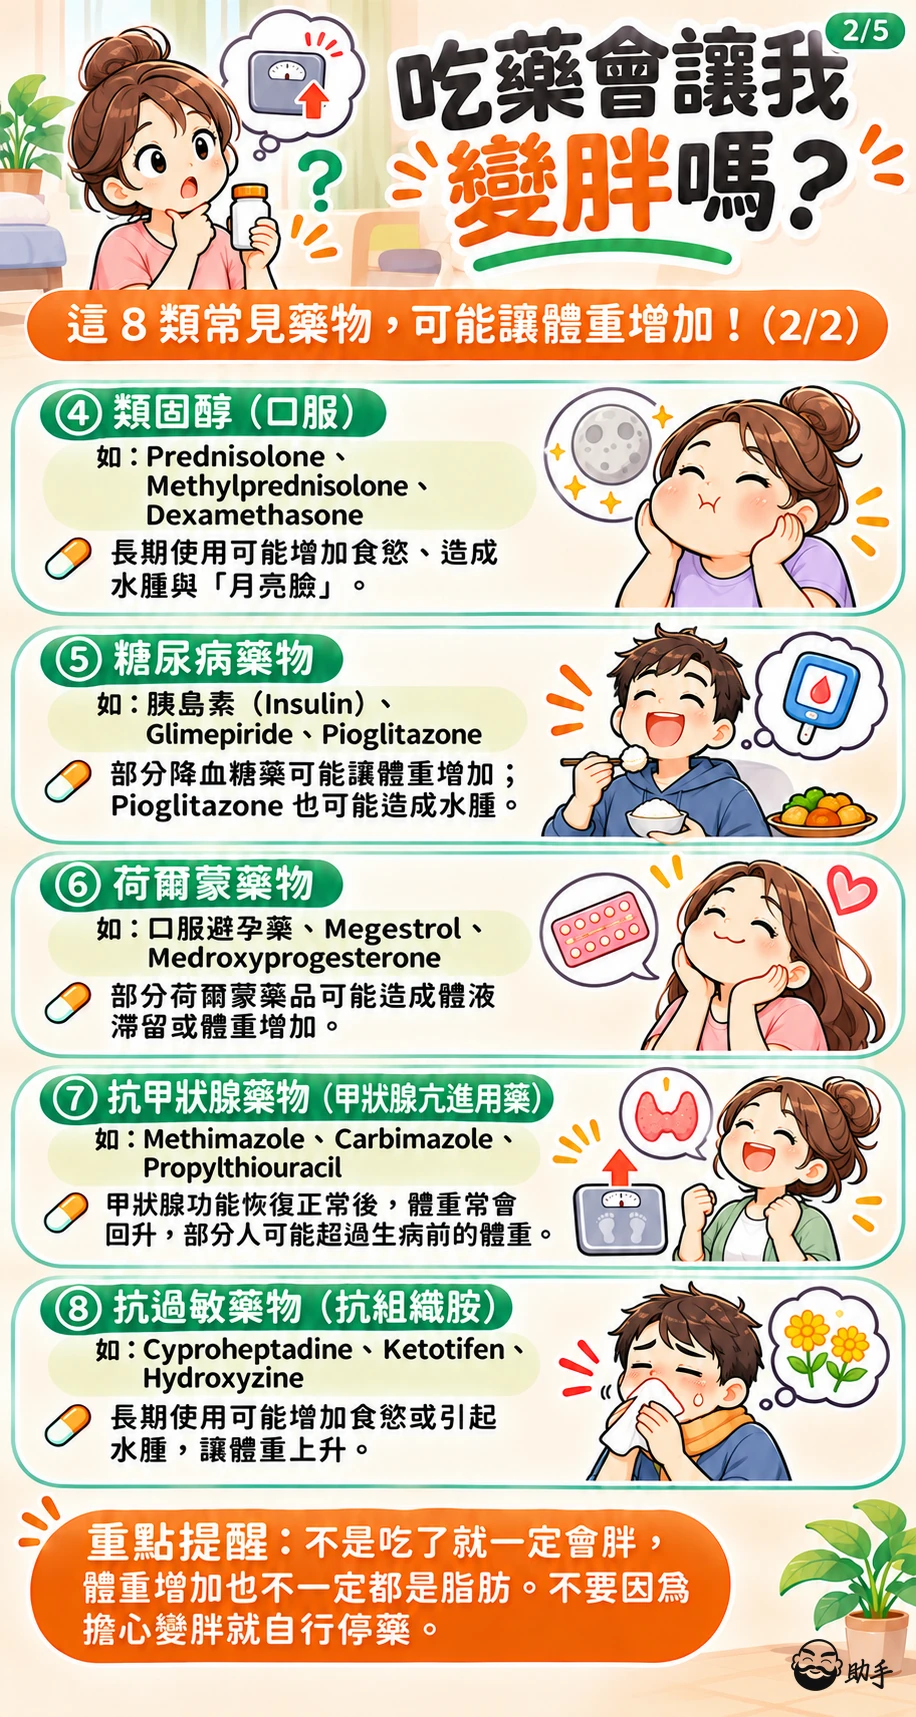 2/5
吃藥會讓我
變胖嗎?
這 8 類常見藥物，可能讓體重增加！(2/2)
④ 類固醇（口服）
如：Prednisolone、
Methylprednisolone、
Dexamethasone
長期使用可能增加食慾、造成
水腫與「月亮臉」。
⑤ 糖尿病藥物
如：胰島素（Insulin）、
Glimepiride、Pioglitazone
部分降血糖藥可能讓體重增加；
Pioglitazone 也可能造成水腫。
⑥ 荷爾蒙藥物
如：口服避孕藥、Megestrol、
Medroxyprogesterone
部分荷爾蒙藥品可能造成體液
滯留或體重增加。
⑦ 抗甲狀腺藥物（甲狀腺亢進用藥）
如：Methimazole、Carbimazole、
Propylthiouracil
甲狀腺功能恢復正常後，體重常會
回升，部分人可能超過生病前的體重。
⑧ 抗過敏藥物（抗組織胺）
如：Cyproheptadine、Ketotifen、
Hydroxyzine
長期使用可能增加食慾或引起
水腫，讓體重上升。
重點提醒：不是吃了就一定會胖，
體重增加也不一定都是脂肪。不要因為
擔心變胖就自行停藥。
助手